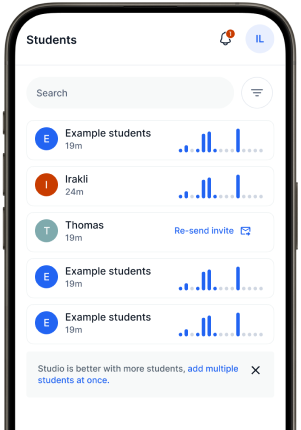 Students
1
IL
Search
E
Example students
19m
I
Irakli
24m
T
Thomas
19m
Re-send invite
E
Example students
19m
E
Example students
19m
Studio is better with more students, add multiple
students at once.